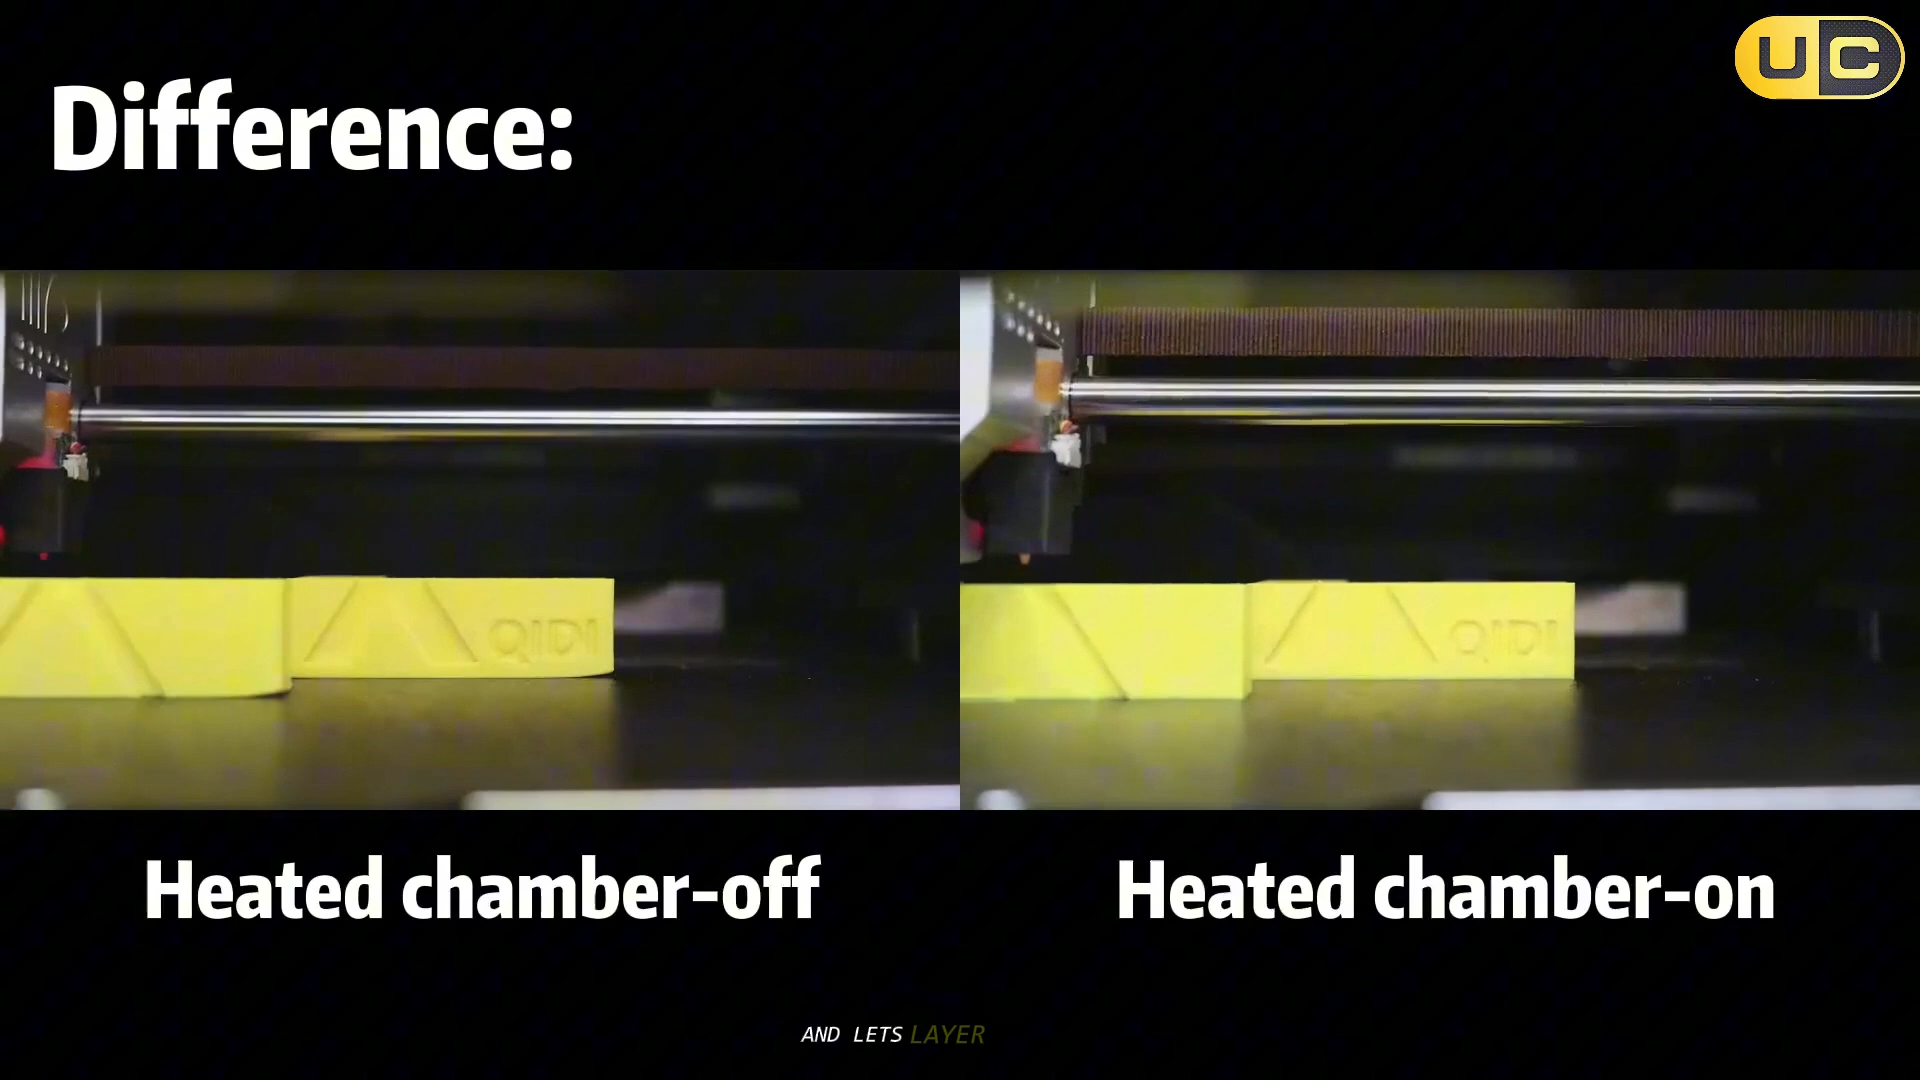 UC
Difference:
QIDI
QIDI
Heated chamber-off
Heated chamber-on
AND LETS LAYER